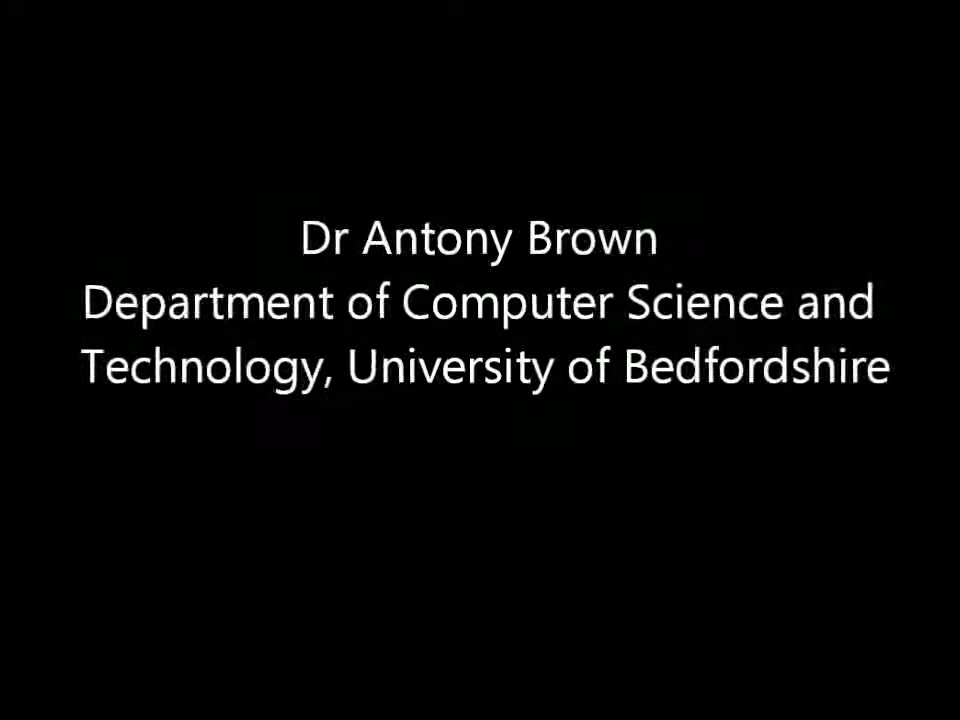 Dr Antony Brown
Department of Computer Science and
Technology, University of Bedfordshire